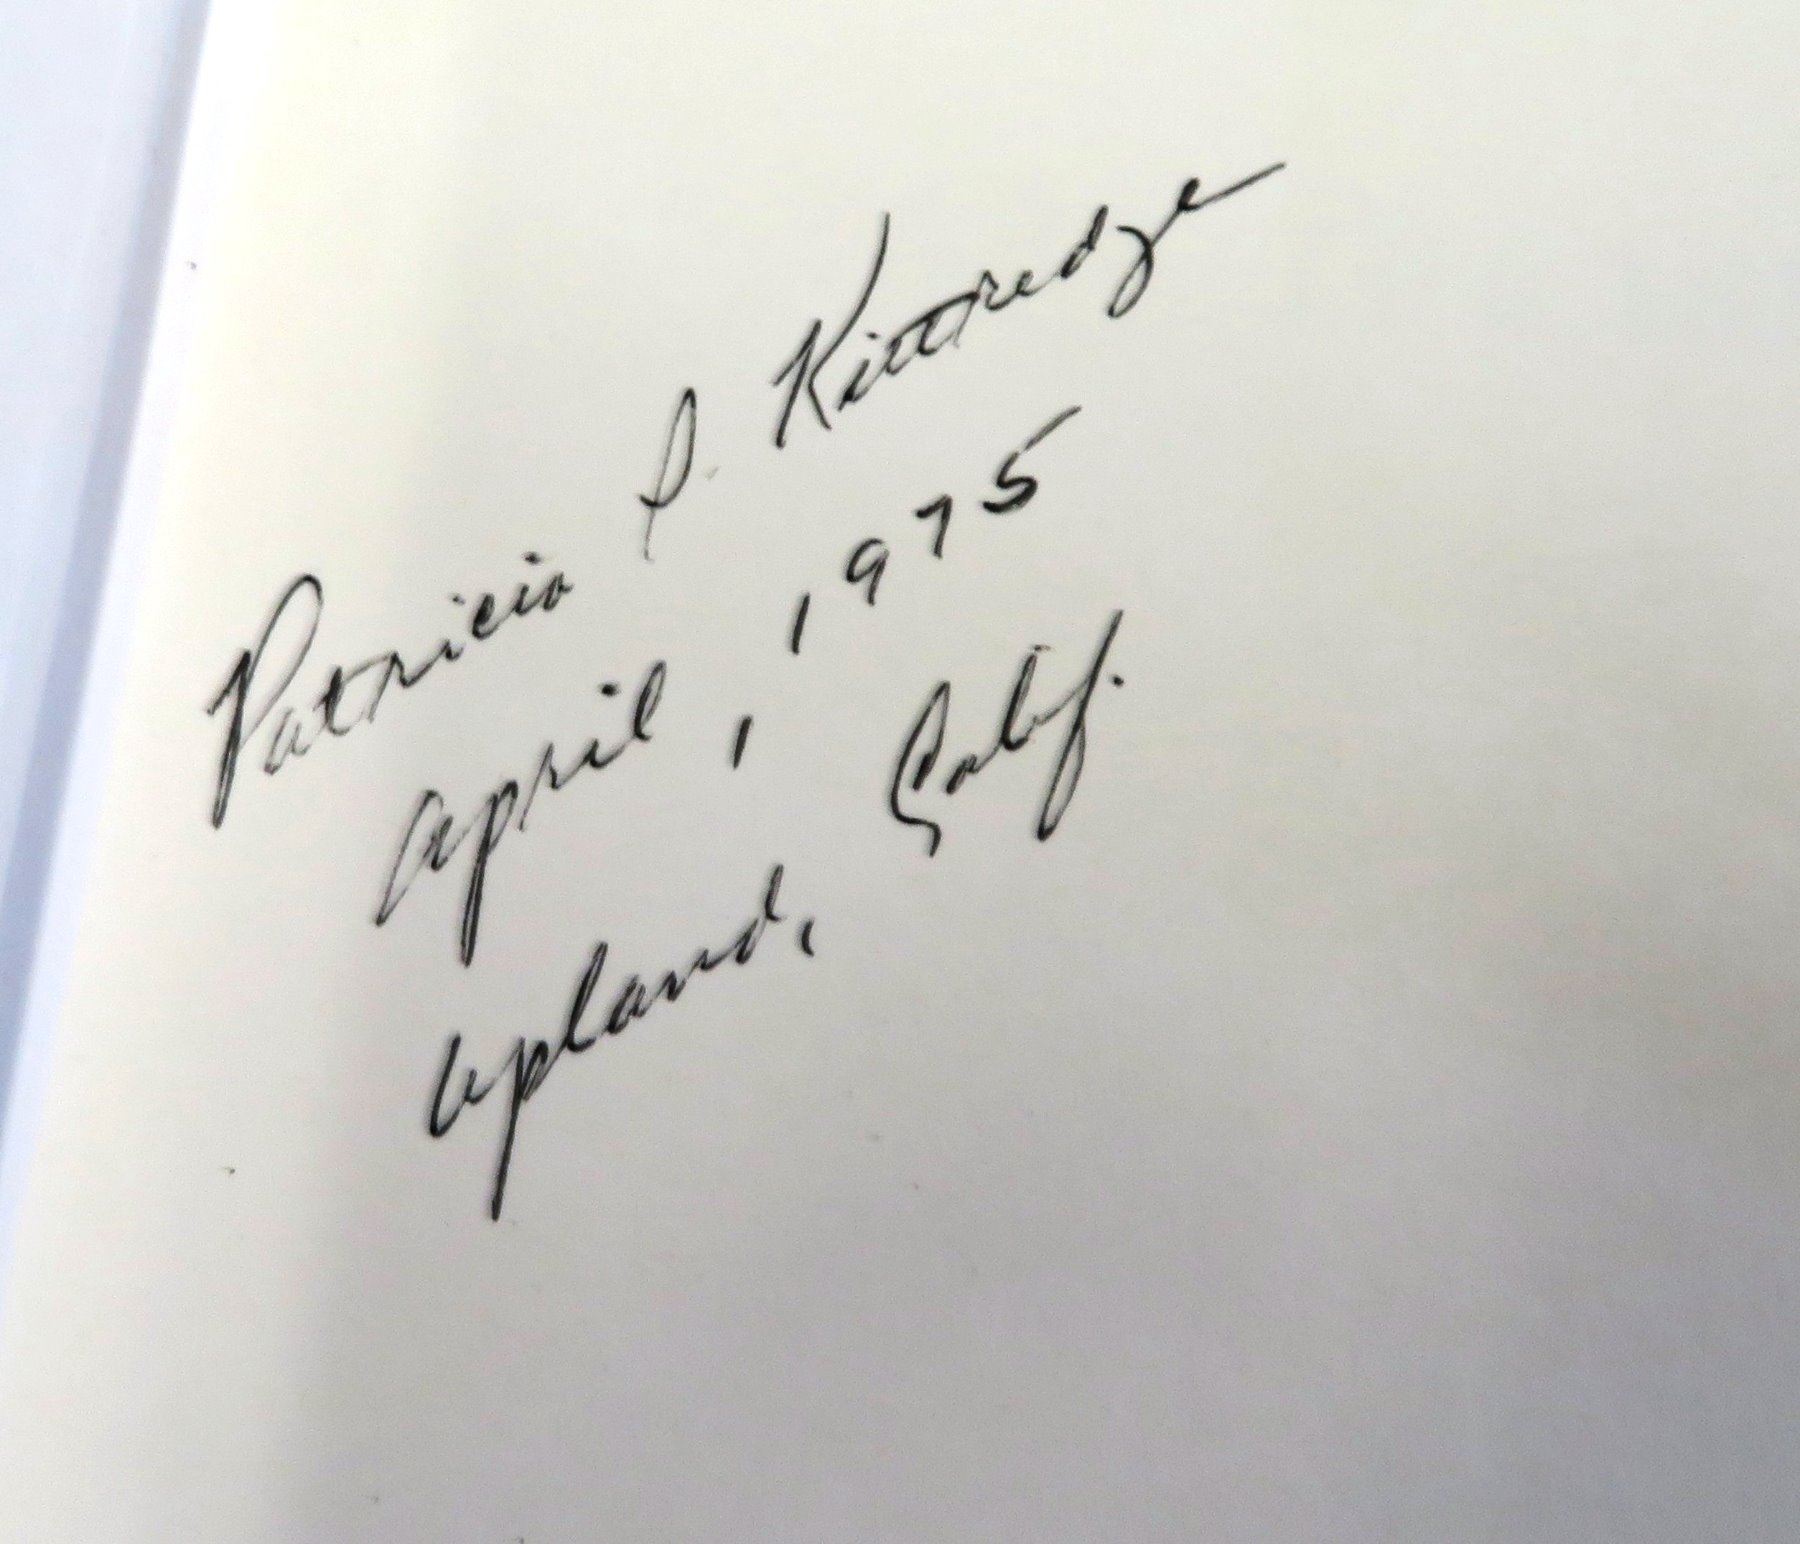 Patricia L. Kittredge
April, 1975
Upland, Calif.